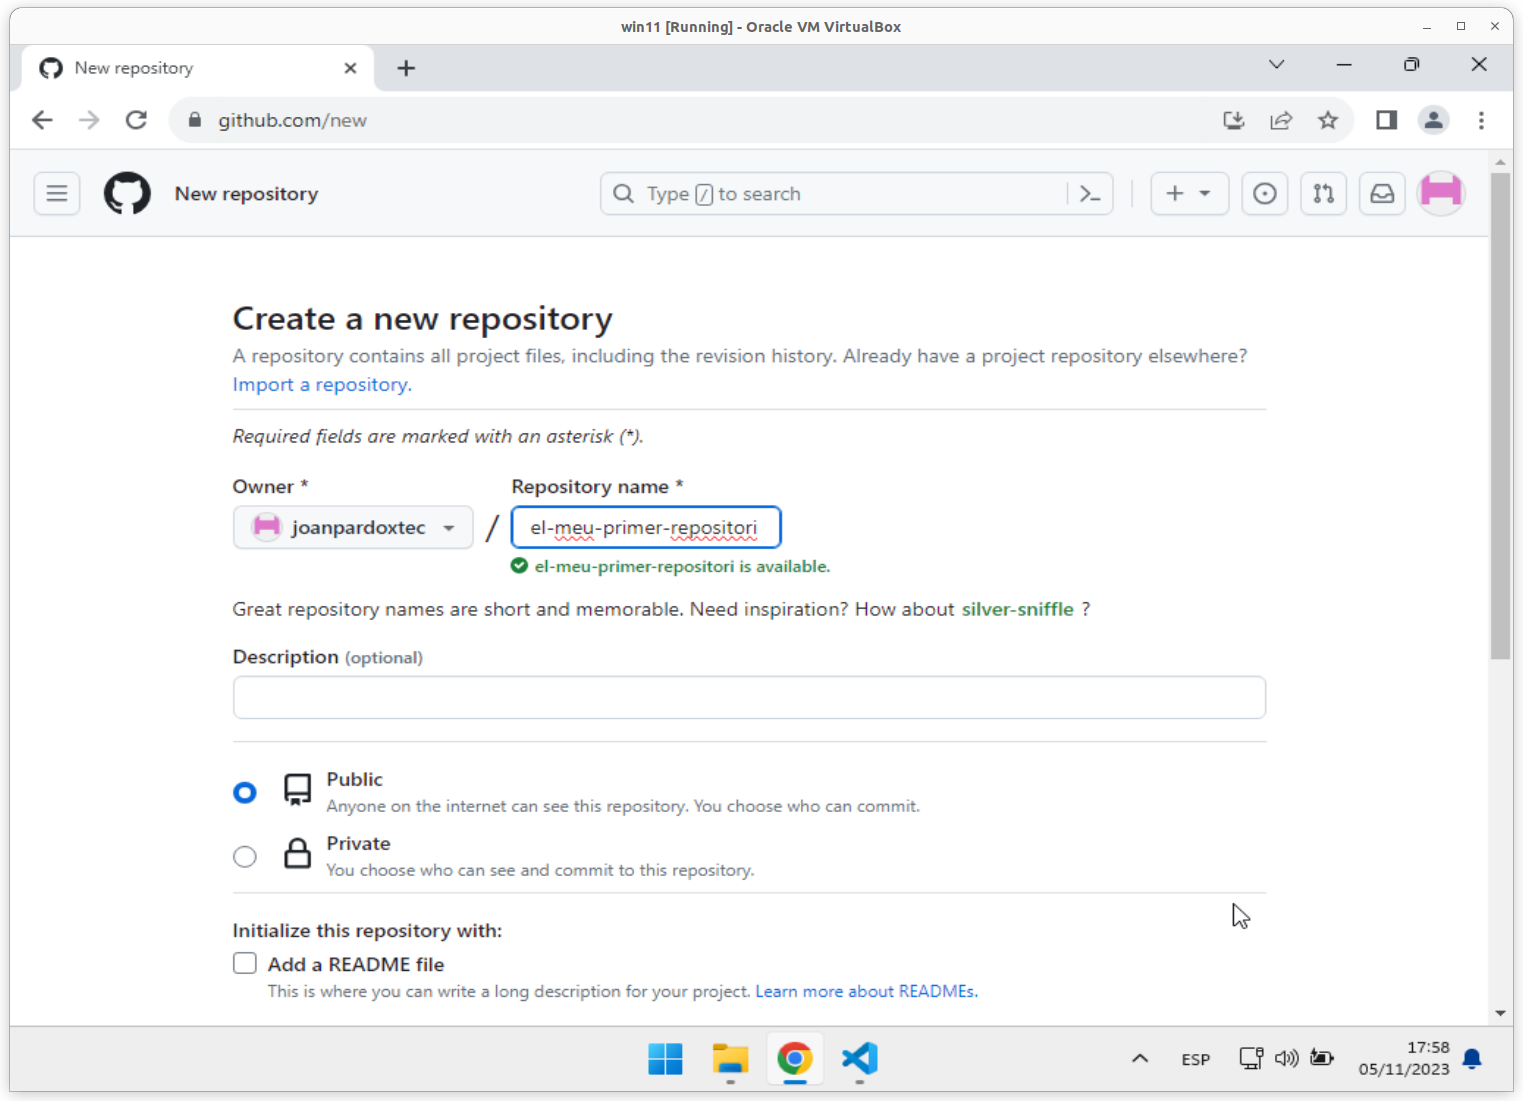 win11 [Running] - Oracle VM VirtualBox
New repository
github.com/new
New repository
Type / to search
Create a new repository
A repository contains all project files, including the revision history. Already have a project repository elsewhere?
Import a repository.
Required fields are marked with an asterisk (*).
Owner * Repository name *
joanpardoxtec / el-meu-primer-repositori
el-meu-primer-repositori is available.
Great repository names are short and memorable. Need inspiration? How about silver-sniffle ?
Description (optional)
Public
Anyone on the internet can see this repository. You choose who can commit.
Private
You choose who can see and commit to this repository.
Initialize this repository with:
Add a README file
This is where you can write a long description for your project. Learn more about READMEs.
ESP
17:58
05/11/2023